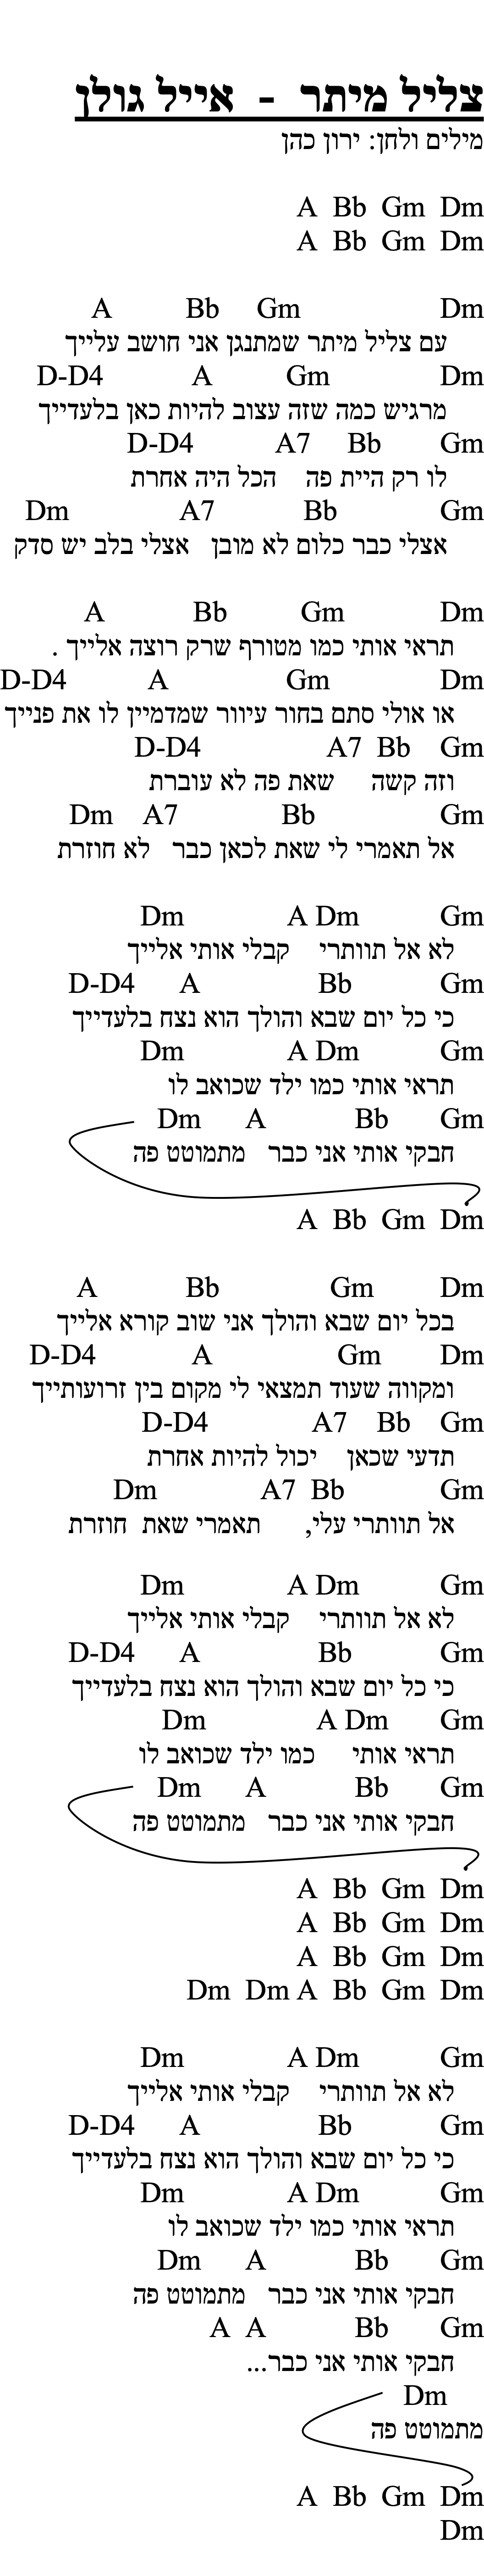 צליל מיתר - אייל גולן
מילים ולחן: ירון כהן
A Bb Gm Dm
A Bb Gm Dm
A Bb Gm Dm
עם צליל מיתר שמתנגן אני חושב עלייך
D-D4 A Gm Dm
מרגיש כמה שזה עצוב להיות כאן בלעדייך
D-D4 A7 Bb Gm
לו רק היית פה הכל היה אחרת
Dm A7 Bb Gm
אצלי כבר כלום לא מובן אצלי בלב יש סדק
A Bb Gm Dm
תראי אותי כמו מטורף שרק רוצה אלייך .
D-D4 A Gm Dm
או אולי סתם בחור עיוור שמדמיין לו את פנייך
D-D4 A7 Bb Gm
וזה קשה שאת פה לא עוברת
Dm A7 Bb Gm
אל תאמרי לי שאת לכאן כבר לא חוזרת
Dm A Dm Gm
לא אל תוותרי קבלי אותי אלייך
D-D4 A Bb Gm
כי כל יום שבא והולך הוא נצח בלעדייך
Dm A Dm Gm
תראי אותי כמו ילד שכואב לו
Dm A Bb Gm
חבקי אותי אני כבר מתמוטט פה
A Bb Gm Dm
A Bb Gm Dm
בכל יום שבא והולך אני שוב קורא אלייך
D-D4 A Gm Dm
ומקווה שעוד תמצאי לי מקום בין זרועותייך
D-D4 A7 Bb Gm
תדעי שכאן יכול להיות אחרת
Dm A7 Bb Gm
אל תוותרי עלי, תאמרי שאת חוזרת
Dm A Dm Gm
לא אל תוותרי קבלי אותי אלייך
D-D4 A Bb Gm
כי כל יום שבא והולך הוא נצח בלעדייך
Dm A Dm Gm
תראי אותי כמו ילד שכואב לו
Dm A Bb Gm
חבקי אותי אני כבר מתמוטט פה
A Bb Gm Dm
A Bb Gm Dm
A Bb Gm Dm
Dm Dm A Bb Gm Dm
Dm A Dm Gm
לא אל תוותרי קבלי אותי אלייך
D-D4 A Bb Gm
כי כל יום שבא והולך הוא נצח בלעדייך
Dm A Dm Gm
תראי אותי כמו ילד שכואב לו
Dm A Bb Gm
חבקי אותי אני כבר מתמוטט פה
A A Bb Gm
חבקי אותי אני כבר...
Dm
מתמוטט פה
A Bb Gm Dm
Dm